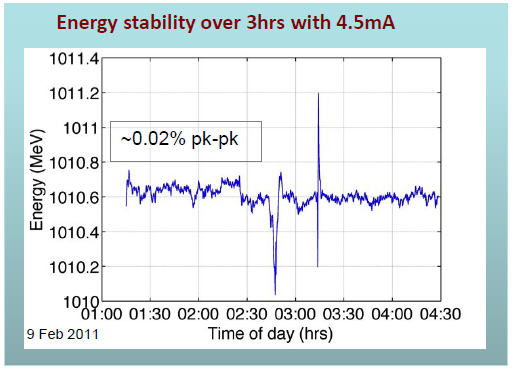 Energy stability over 3hrs with 4.5mA
1011.4
1011.2
1011
1010.8
1010.6
1010.4
1010.2
1010
Energy (MeV)
~0.02% pk-pk
01:00 01:30 02:00 02:30 03:00 03:30 04:00 04:30
9 Feb 2011
Time of day (hrs)